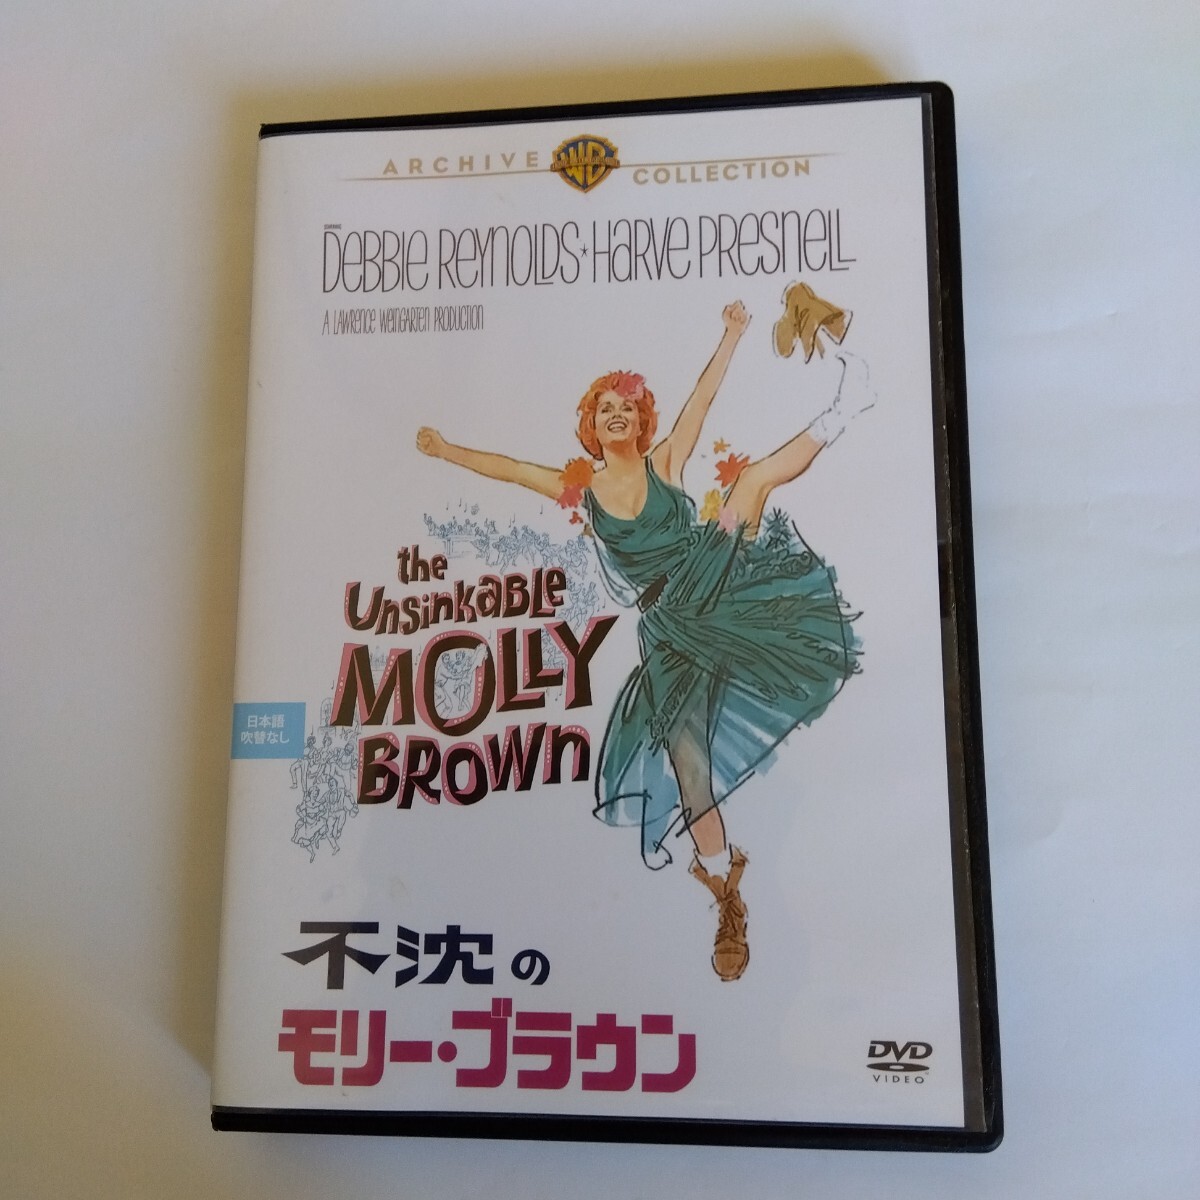 ARCHIVE WB COLLECTION
STARRING
DEBBIE REYNOLDS * HARVE PRESNELL
A LAWRENCE WEINGARTEN PRODUCTION
the
UNSINKABLE
MOLLY
BROWN
日本語
吹替なし
不沈の
モリー・ブラウン
DVD
VIDEO